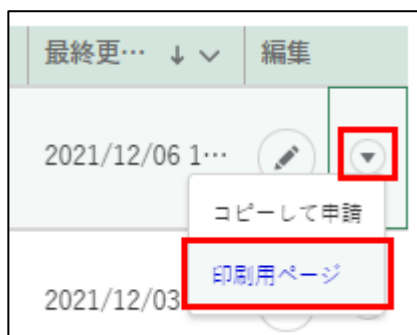 最終更… ↓ 編集
2021/12/06 1…
コピーして申請
印刷用ページ
2021/12/03